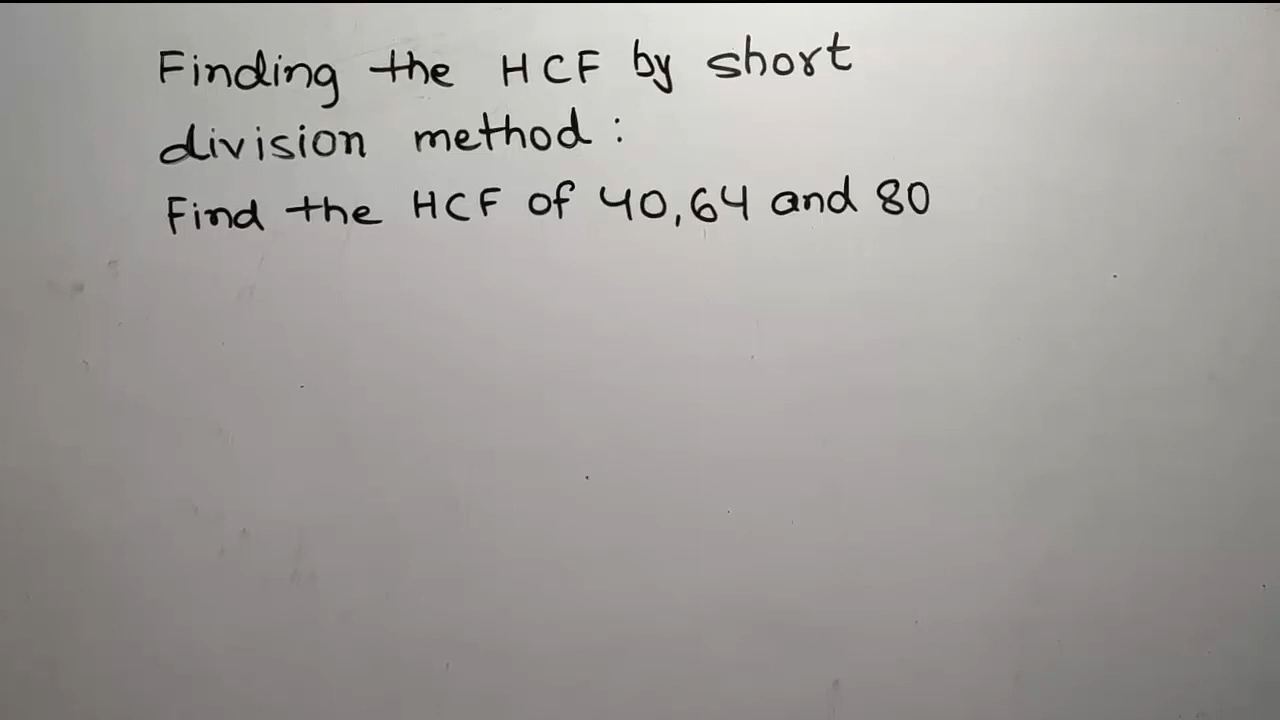 Finding the HCF by short
division method :
Find the HCF of 40,64 and 80